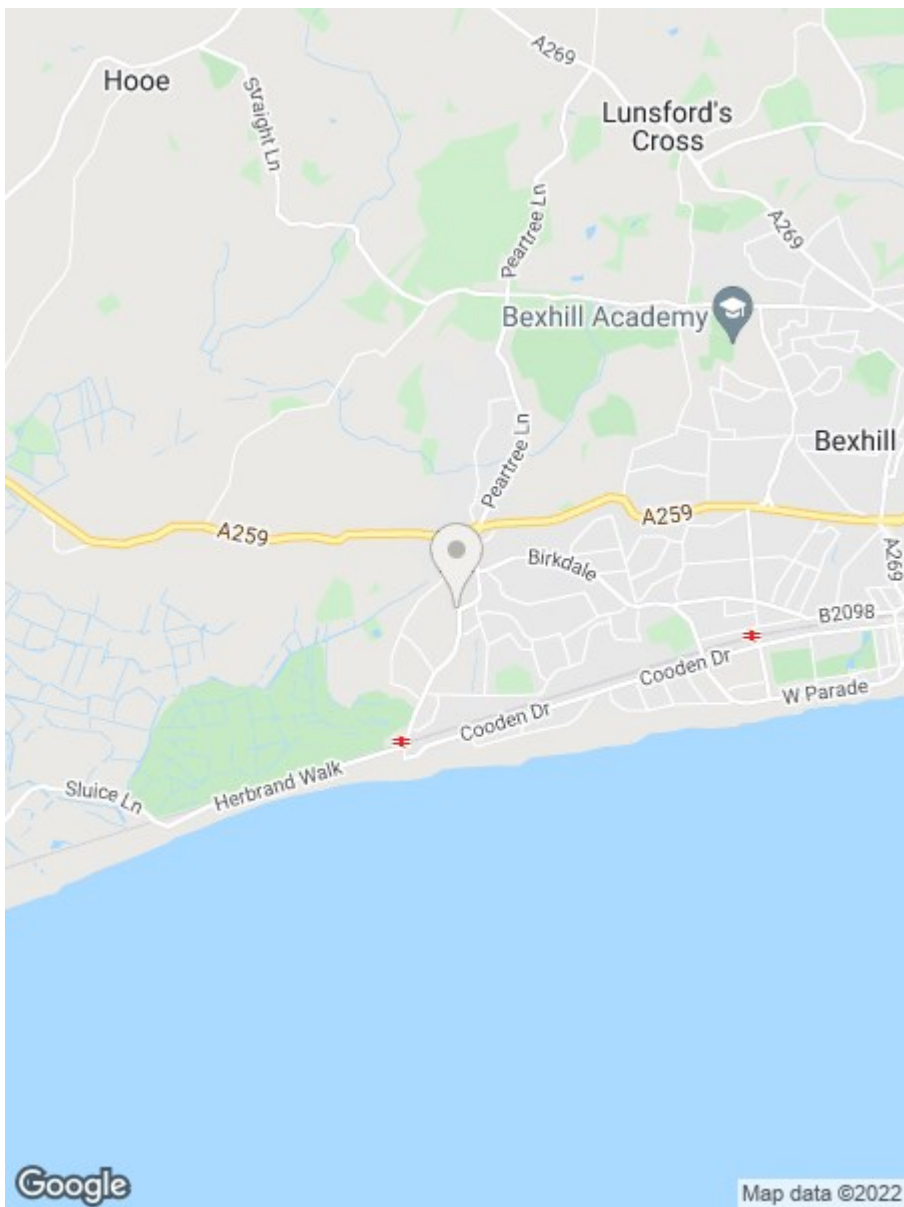 A269
Hooe
Straight Ln
Lunsford's
Cross
Peartree Ln
A269
Bexhill Academy
Bexhill
Peartree Ln
A259
A259
A269
Birkdale
B2098
Cooden Dr
W Parade
Cooden Dr
Herbrand Walk
Sluice Ln
Google
Map data ©2022